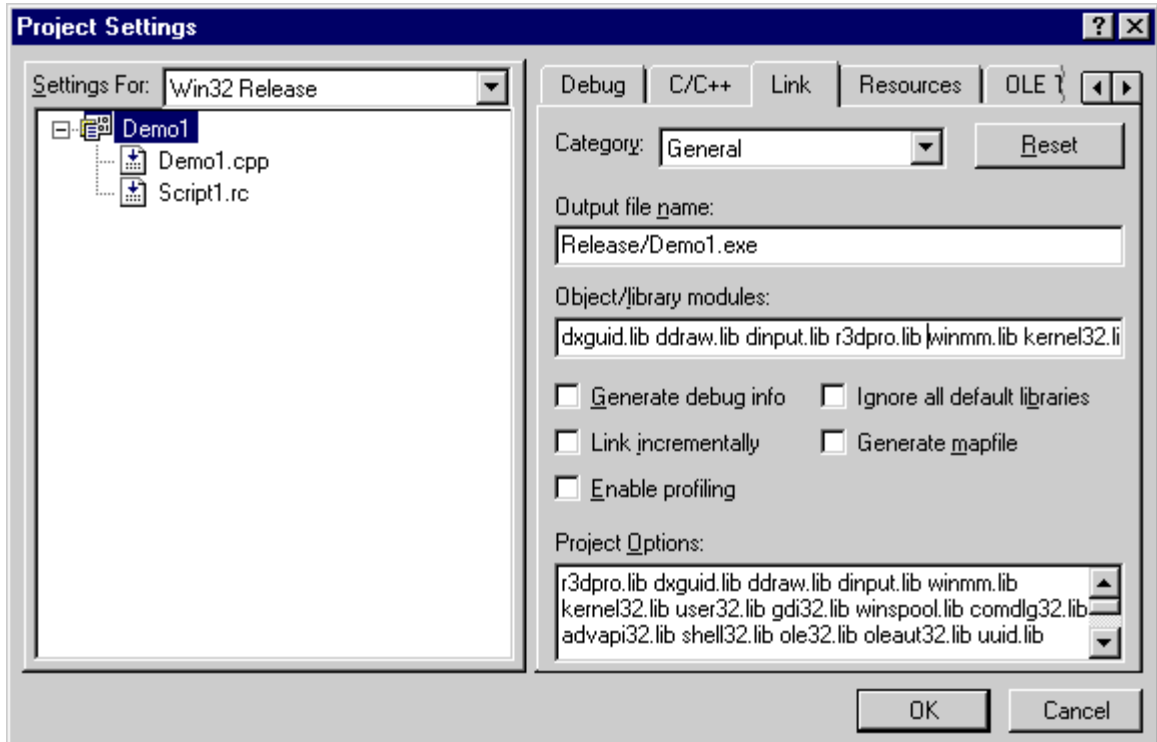 Project Settings
Settings For: Win32 Release
Demo1
Demo1.cpp
Script1.rc
Debug C/C++ Link Resources OLE
Category: General Reset
Output file name:
Release/Demo1.exe
Object/library modules:
dxguid.lib ddraw.lib dinput.lib r3dpro.lib winmm.lib kernel32.li
Generate debug info Ignore all default libraries
Link incrementally Generate mapfile
Enable profiling
Project Options:
r3dpro.lib dxguid.lib ddraw.lib dinput.lib winmm.lib
kernel32.lib user32.lib gdi32.lib winspool.lib comdlg32.lib
advapi32.lib shell32.lib ole32.lib oleaut32.lib uuid.lib
OK Cancel